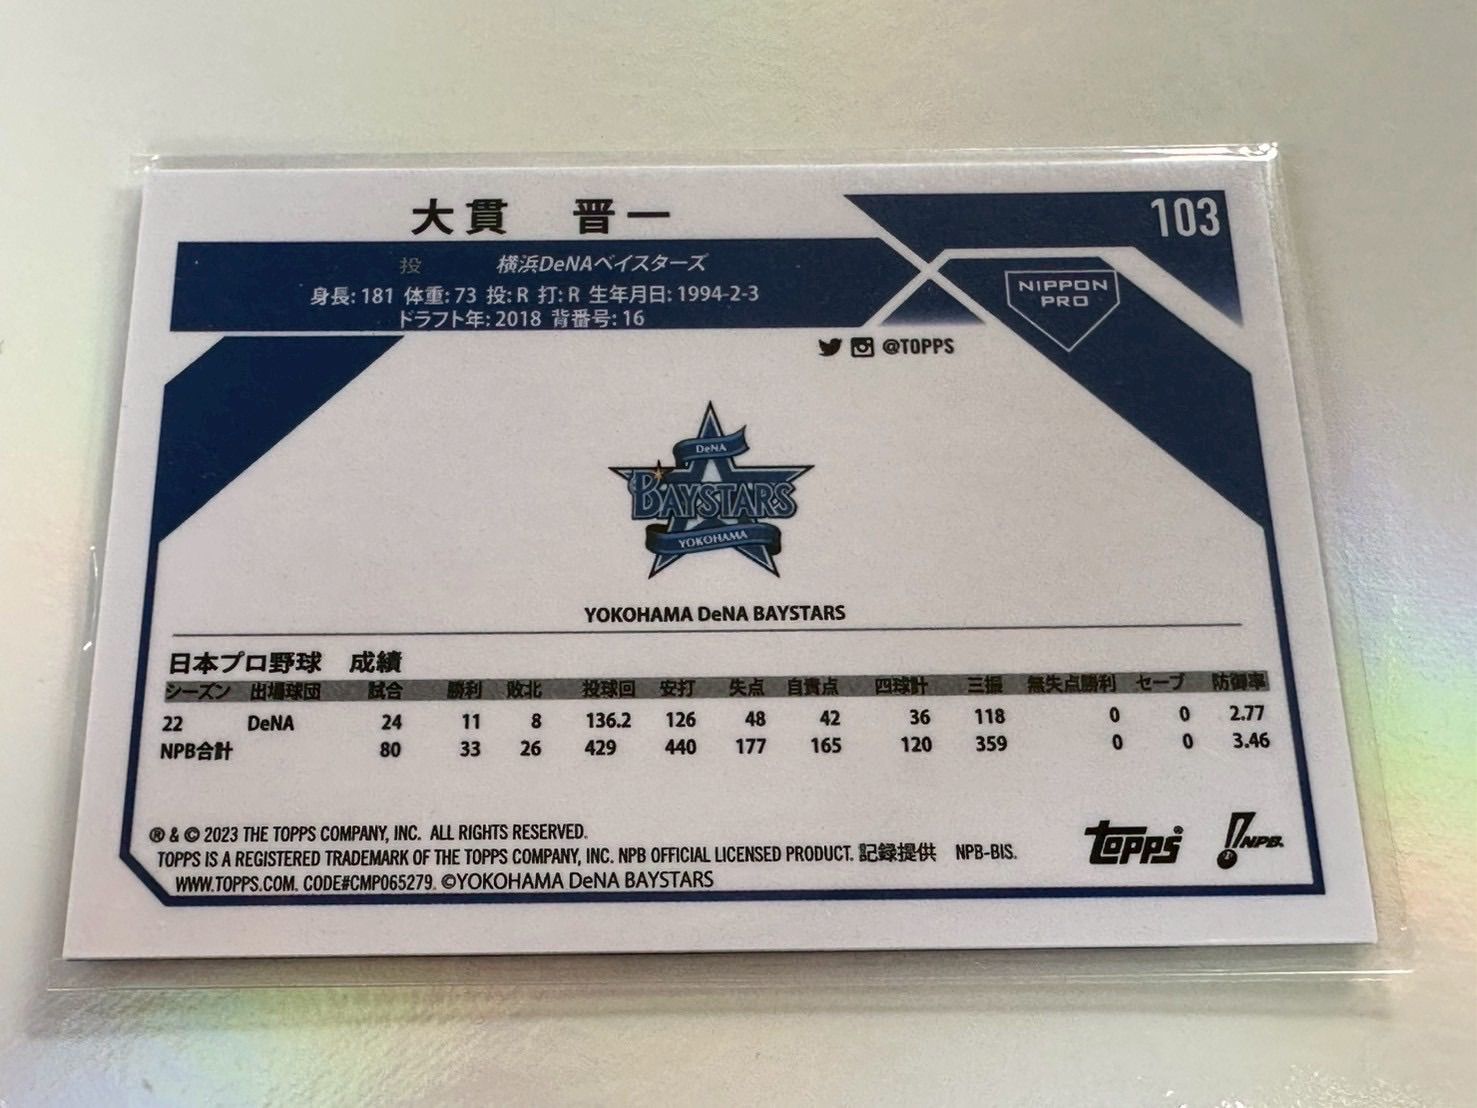 大貫 晋一
103
投 横浜DeNAベイスターズ
身長: 181 体重: 73 投: R 打: R 生年月日: 1994-2-3
ドラフト年: 2018 背番号: 16
NIPPON
PRO
@TOPPS
DeNA
BAYSTARS
YOKOHAMA
YOKOHAMA DeNA BAYSTARS
日本プロ野球 成績
シーズン 出場球団 試合 勝利 敗北 投球回 安打 失点 自責点 四球計 三振 無失点勝利 セーブ 防御率
22 DeNA 24 11 8 136.2 126 48 42 36 118 0 0 2.77
NPB合計 80 33 26 429 440 177 165 120 359 0 0 3.46
® & © 2023 THE TOPPS COMPANY, INC. ALL RIGHTS RESERVED.
TOPPS IS A REGISTERED TRADEMARK OF THE TOPPS COMPANY, INC. NPB OFFICIAL LICENSED PRODUCT. 記録提供 NPB-BIS.
WWW.TOPPS.COM. CODE#CMP065279. ©YOKOHAMA DeNA BAYSTARS
topps®
NPB.